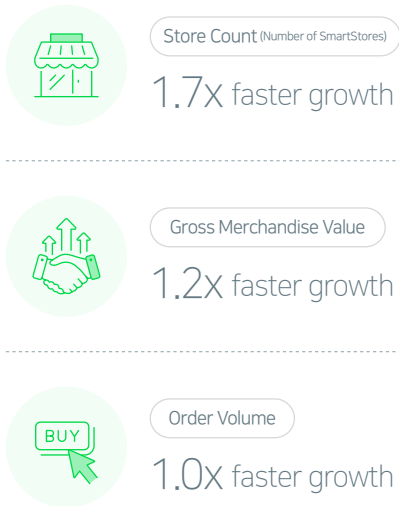 Store Count (Number of SmartStores)
1.7x faster growth
Gross Merchandise Value
1.2x faster growth
Order Volume
BUY
1.0x faster growth